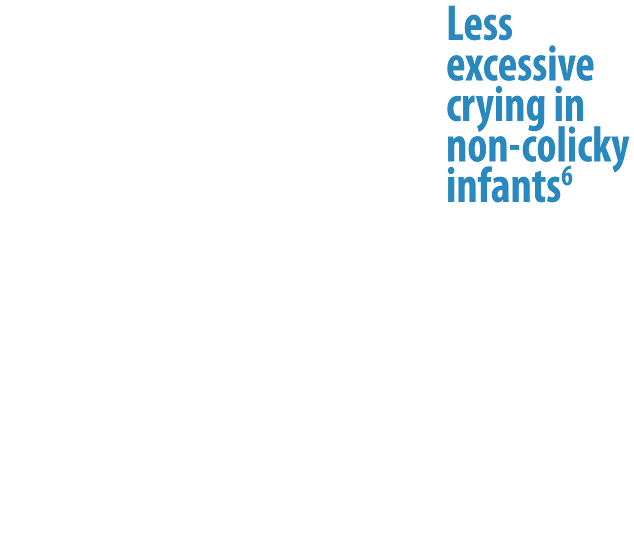 Less
excessive
crying in
non-colicky
infants⁶